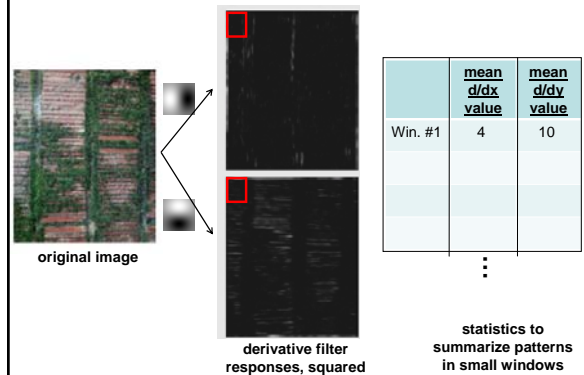 original image
derivative filter
responses, squared
mean
d/dx
value
mean
d/dy
value
Win. #1 4 10
⋮
statistics to
summarize patterns
in small windows